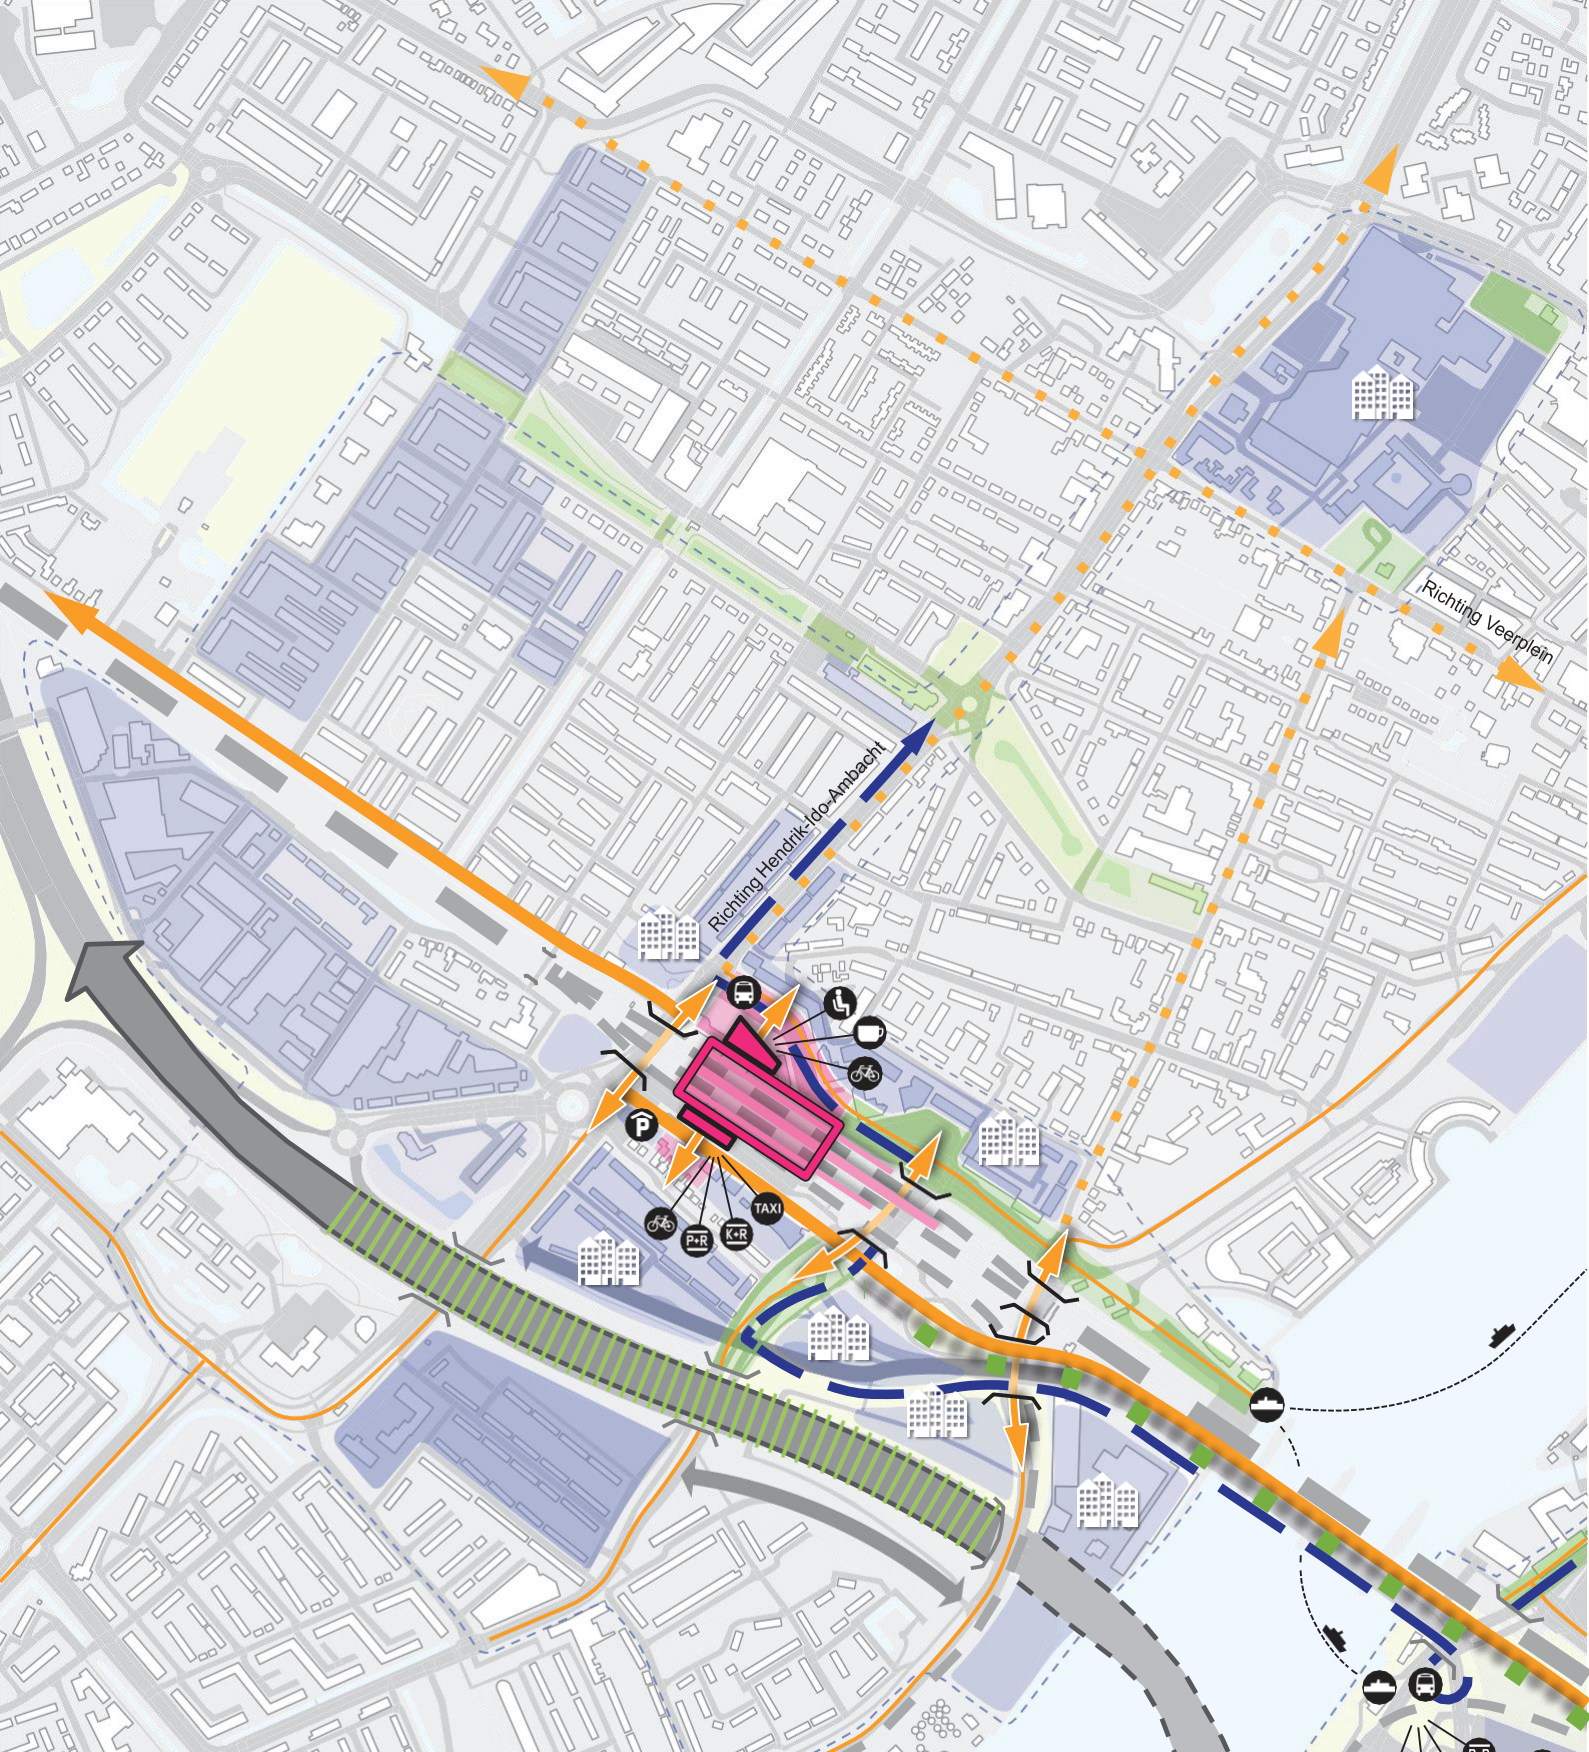 Richting Veerplein
Richting Hendrik-Ido-Ambacht
P
TAXI
P+R
K+R